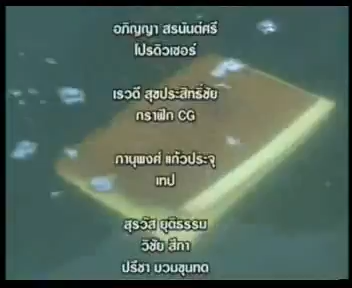 อภิญญา สรนันต์ศรี
โปรดิวเซอร์
เรวดี สุขประสิทธิ์ชัย
กราฟิก CG
ภานุพงศ์ แก้วประจุ
เทป
สุรวัส ยุติธรรม
วิชัย สีกา
ปรีชา บวนขุนทด